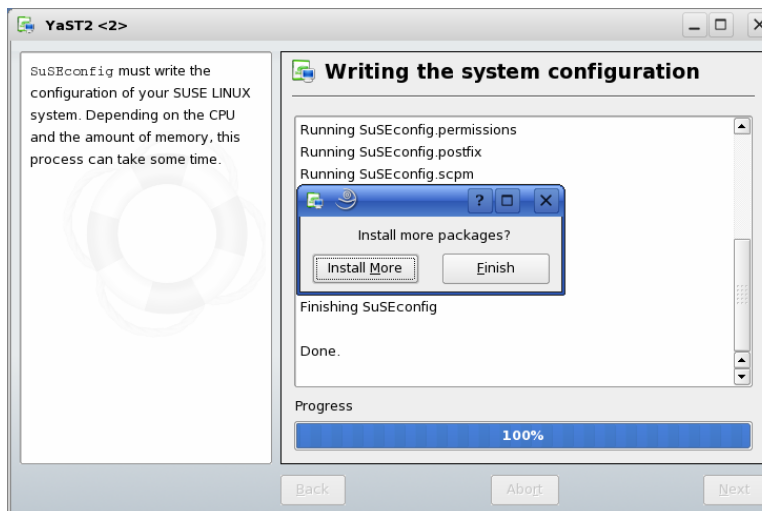 YaST2 <2>
SuSEconfig must write the
configuration of your SUSE LINUX
system. Depending on the CPU
and the amount of memory, this
process can take some time.
Writing the system configuration
Running SuSEconfig.permissions
Running SuSEconfig.postfix
Running SuSEconfig.scpm
Install more packages?
Install More Finish
Finishing SuSEconfig
Done.
Progress
100%
Back Abort Next